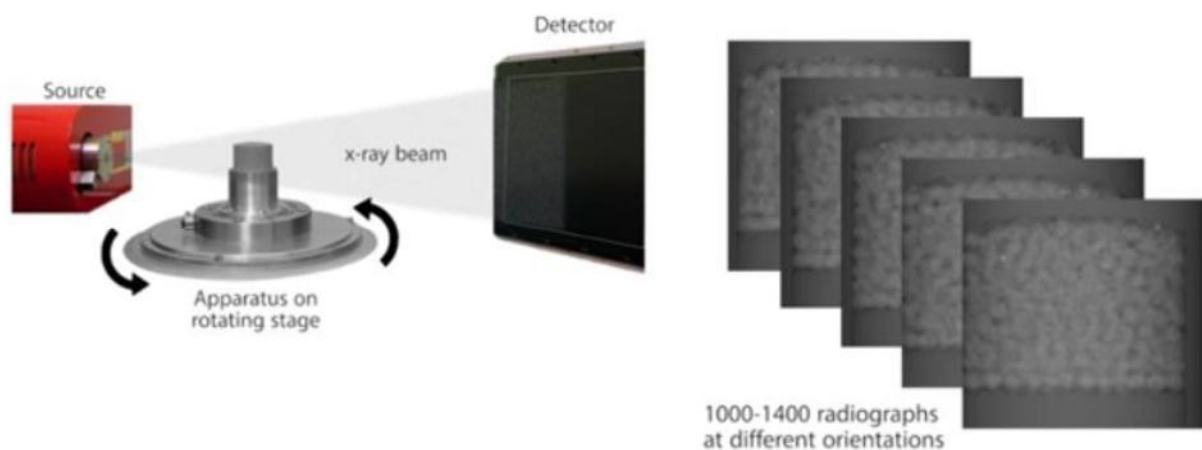 Detector
Source
x-ray beam
Apparatus on
rotating stage
1000-1400 radiographs
at different orientations